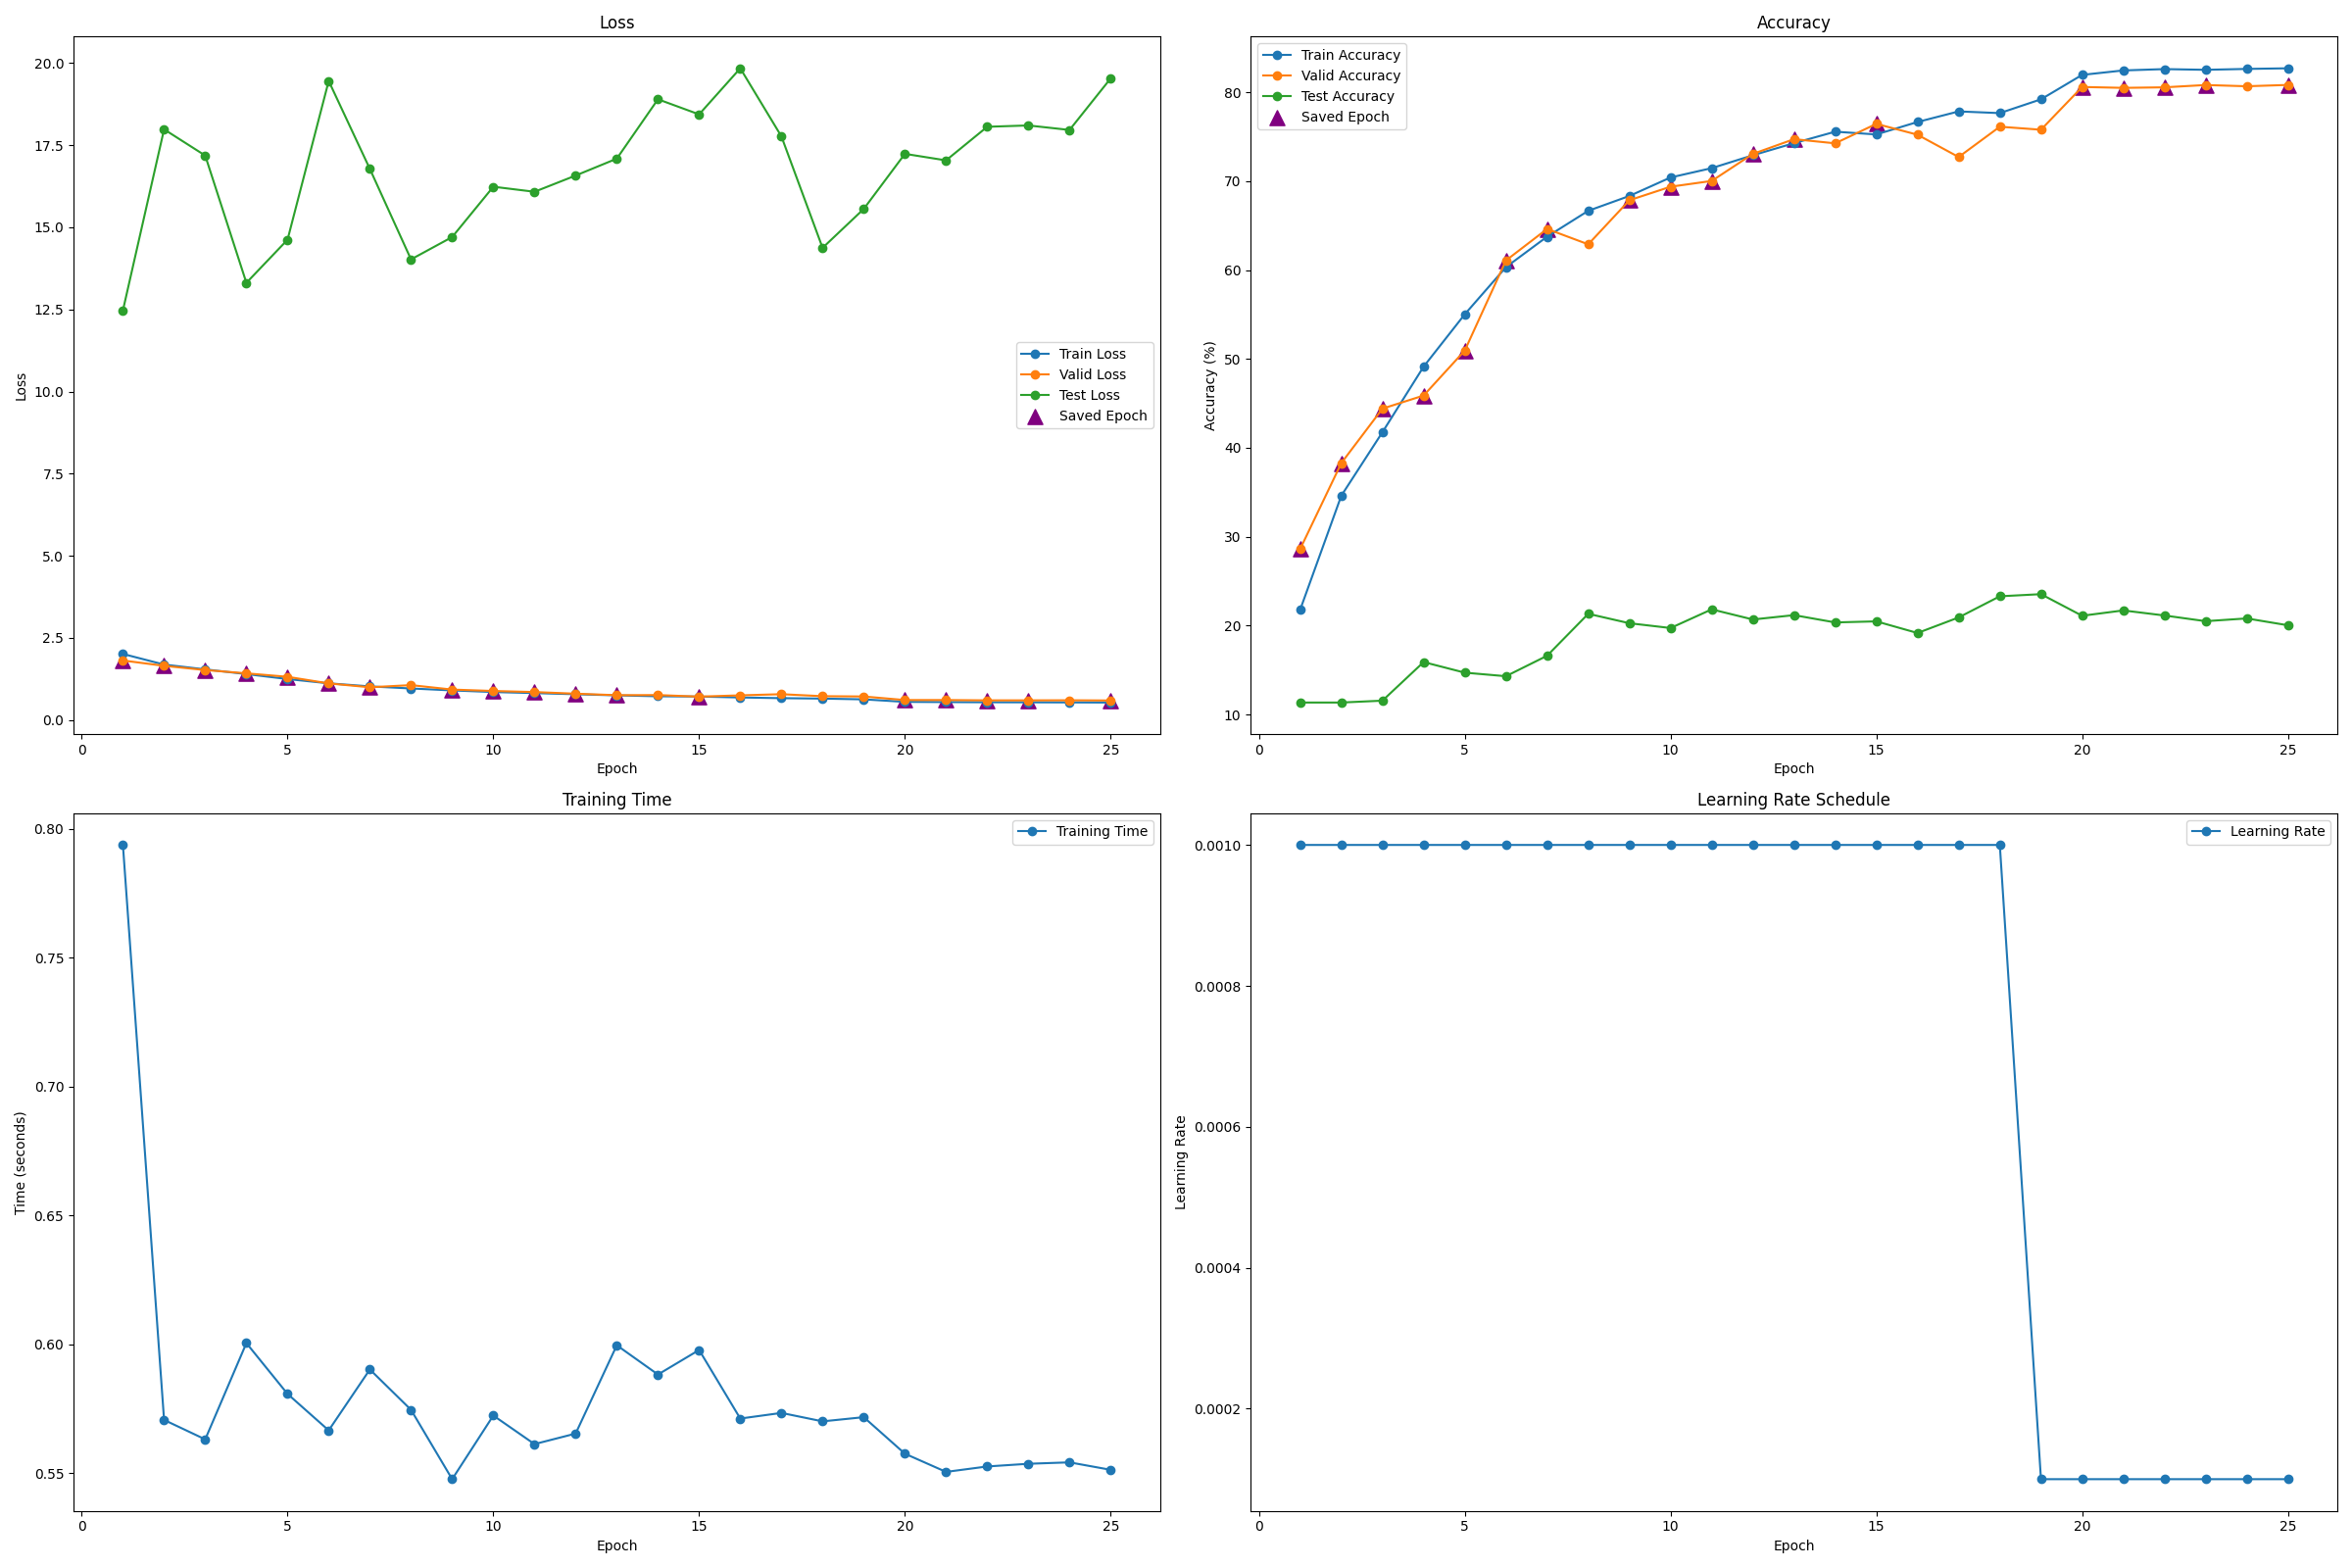 Loss
20.0
17.5
15.0
12.5
10.0
7.5
5.0
2.5
0.0
Loss
Train Loss
Valid Loss
Test Loss
Saved Epoch
0 5 10 15 20 25
Epoch
Accuracy
80
70
60
50
40
30
20
10
Accuracy (%)
Train Accuracy
Valid Accuracy
Test Accuracy
Saved Epoch
0 5 10 15 20 25
Epoch
Training Time
0.80
0.75
0.70
0.65
0.60
0.55
Time (seconds)
Training Time
0 5 10 15 20 25
Epoch
Learning Rate Schedule
0.0010
0.0008
0.0006
0.0004
0.0002
Learning Rate
Learning Rate
0 5 10 15 20 25
Epoch